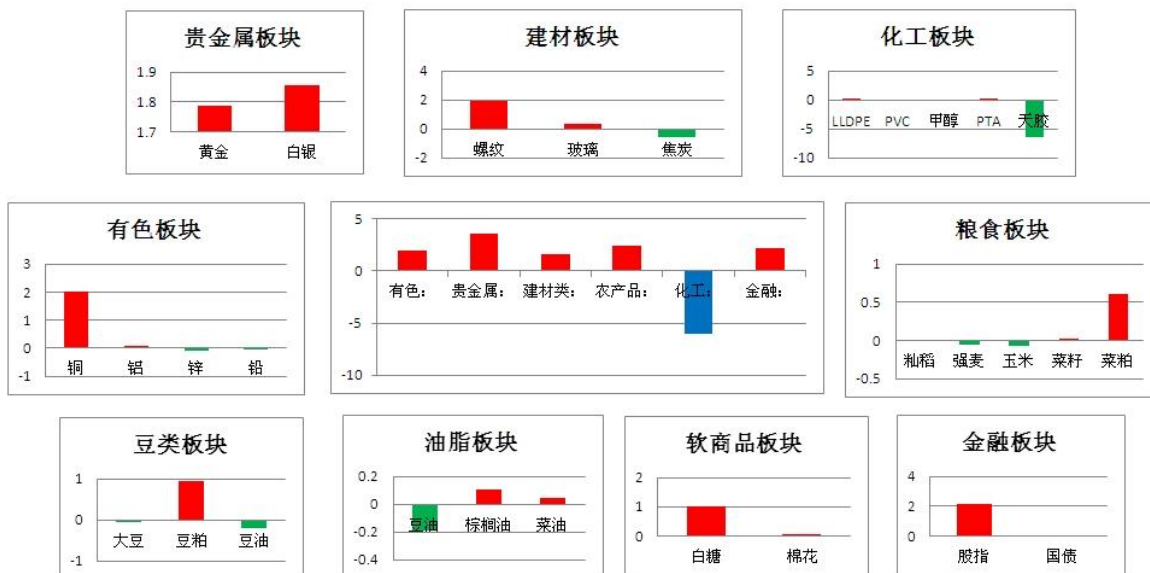 贵金属板块
1.9
1.8
1.7
黄金 白银
建材板块
4
2
0
-2
螺纹 玻璃 焦炭
化工板块
5
0
-5
-10
LLDPE PVC 甲醇 PTA 天胶
有色板块
3
2
1
0
-1
铜 铝 锌 铅
5
0
-5
-10
有色: 贵金属: 建材类: 农产品: 化工: 金融:
粮食板块
1
0.5
0
-0.5
籼稻 强麦 玉米 菜籽 菜粕
豆类板块
1
0
-1
大豆 豆粕 豆油
油脂板块
0.2
0
-0.2
-0.4
豆油 棕榈油 菜油
软商品板块
2
1
0
白糖 棉花
金融板块
4
2
0
股指 国债